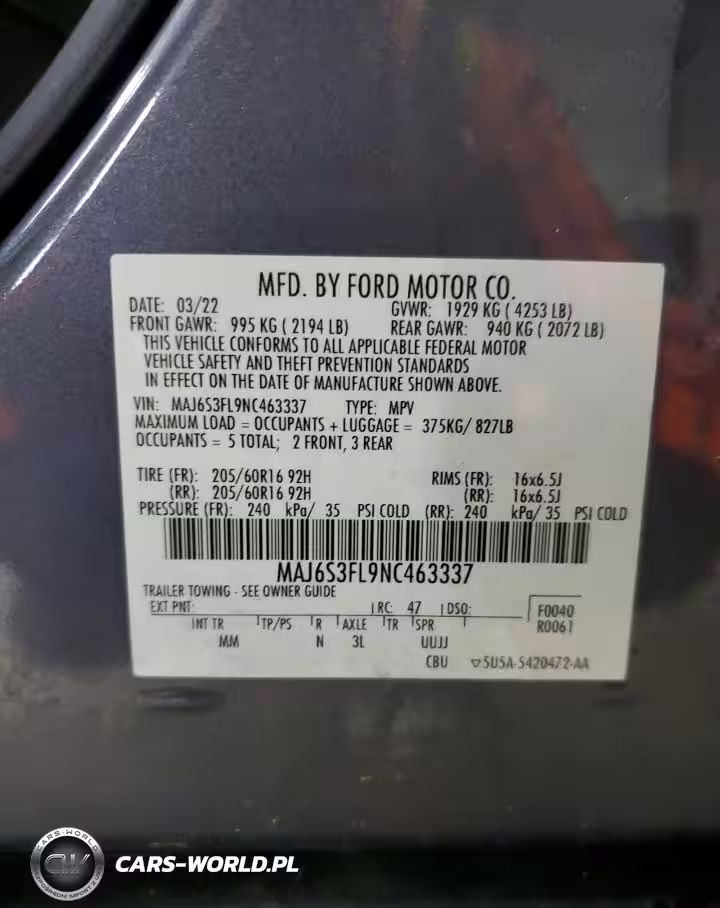 MFD. BY FORD MOTOR CO.
DATE: 03/22 GVWR: 1929 KG ( 4253 LB)
FRONT GAWR: 995 KG ( 2194 LB) REAR GAWR: 940 KG ( 2072 LB)
THIS VEHICLE CONFORMS TO ALL APPLICABLE FEDERAL MOTOR
VEHICLE SAFETY AND THEFT PREVENTION STANDARDS
IN EFFECT ON THE DATE OF MANUFACTURE SHOWN ABOVE.
VIN: MAJ6S3FL9NC463337 TYPE: MPV
MAXIMUM LOAD = OCCUPANTS + LUGGAGE = 375KG/ 827LB
OCCUPANTS = 5 TOTAL; 2 FRONT, 3 REAR
TIRE (FR): 205/60R16 92H RIMS (FR): 16x6.5J
(RR): 205/60R16 92H (RR): 16x6.5J
PRESSURE (FR): 240 kPa/ 35 PSI COLD (RR): 240 kPa/ 35 PSI COLD
MAJ6S3FL9NC463337
TRAILER TOWING - SEE OWNER GUIDE
EXT PNT: RC: 47 DSO: F0040
INT TR TP/PS R AXLE TR SPR R0061
MM N 3L UUJJ
CBU ▽5U5A-5420472-AA
CARS-WORLD
CW
CARS-WORLD.PL